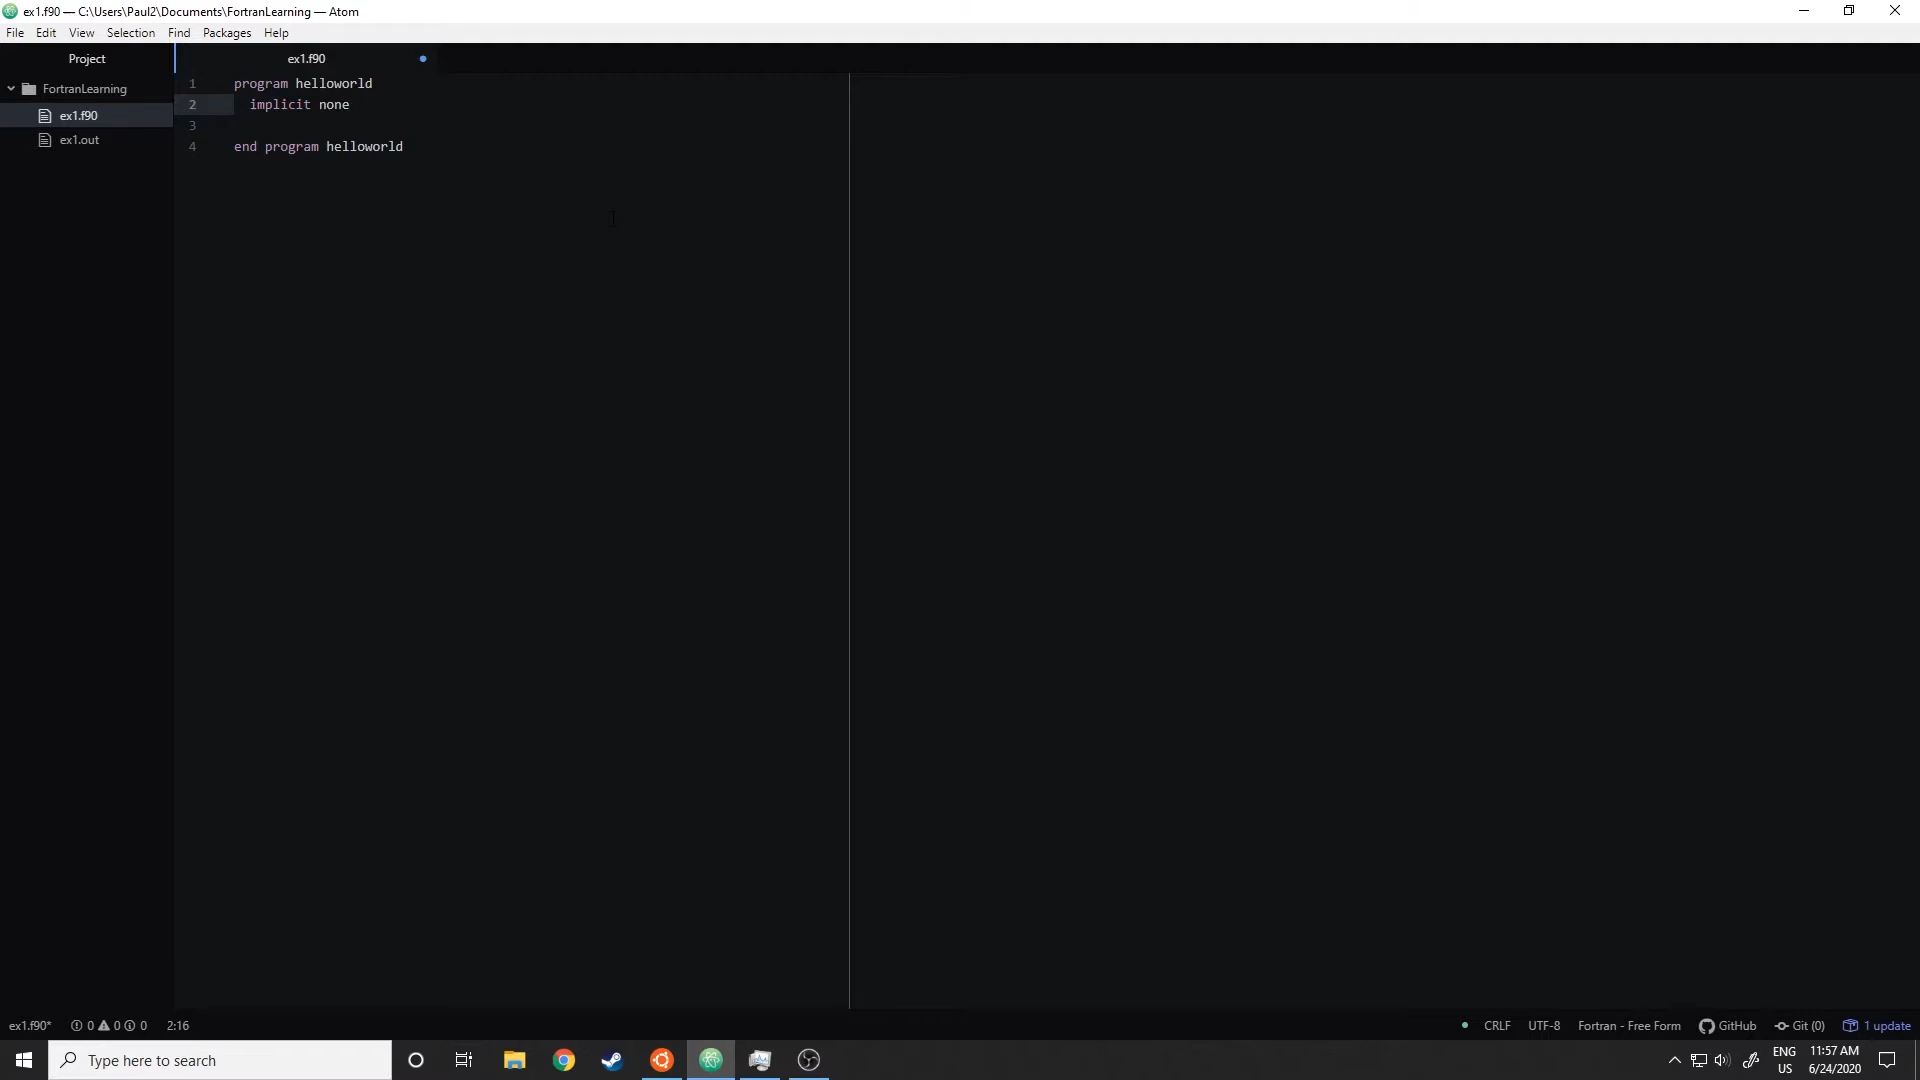 ex1.f90 — C:\Users\Paul2\Documents\FortranLearning — Atom
File Edit View Selection Find Packages Help
Project
ex1.f90
FortranLearning
ex1.f90
ex1.out
1 program helloworld
2 implicit none
3
4 end program helloworld
ex1.f90* 0 0 0 2:16
CRLF UTF-8 Fortran - Free Form GitHub Git (0) 1 update
Type here to search
ENG
US
11:57 AM
6/24/2020